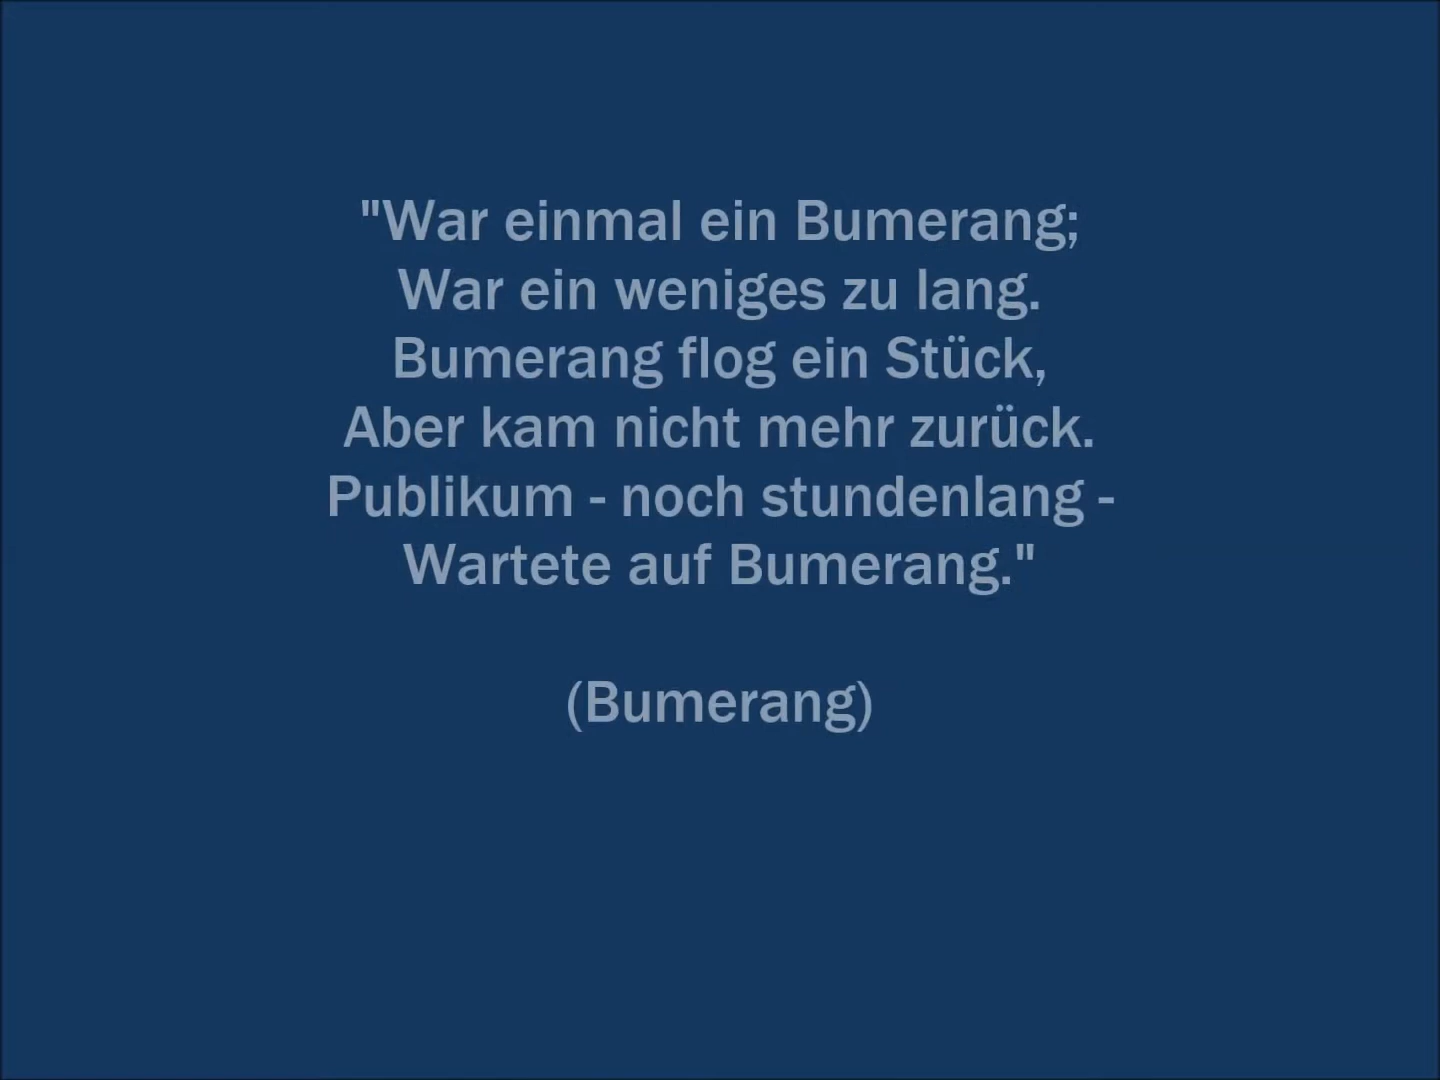 "War einmal ein Bumerang;
War ein weniges zu lang.
Bumerang flog ein Stück,
Aber kam nicht mehr zurück.
Publikum - noch stundenlang -
Wartete auf Bumerang."
(Bumerang)